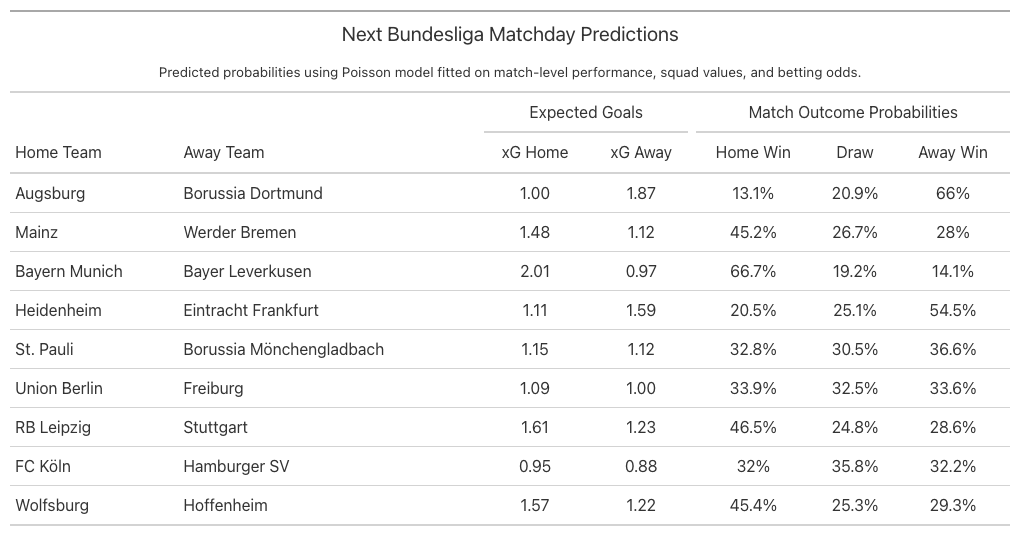 Next Bundesliga Matchday Predictions
Predicted probabilities using Poisson model fitted on match-level performance, squad values, and betting odds.
Expected Goals Match Outcome Probabilities
Home Team Away Team xG Home xG Away Home Win Draw Away Win
Augsburg Borussia Dortmund 1.00 1.87 13.1% 20.9% 66%
Mainz Werder Bremen 1.48 1.12 45.2% 26.7% 28%
Bayern Munich Bayer Leverkusen 2.01 0.97 66.7% 19.2% 14.1%
Heidenheim Eintracht Frankfurt 1.11 1.59 20.5% 25.1% 54.5%
St. Pauli Borussia Mönchengladbach 1.15 1.12 32.8% 30.5% 36.6%
Union Berlin Freiburg 1.09 1.00 33.9% 32.5% 33.6%
RB Leipzig Stuttgart 1.61 1.23 46.5% 24.8% 28.6%
FC Köln Hamburger SV 0.95 0.88 32% 35.8% 32.2%
Wolfsburg Hoffenheim 1.57 1.22 45.4% 25.3% 29.3%